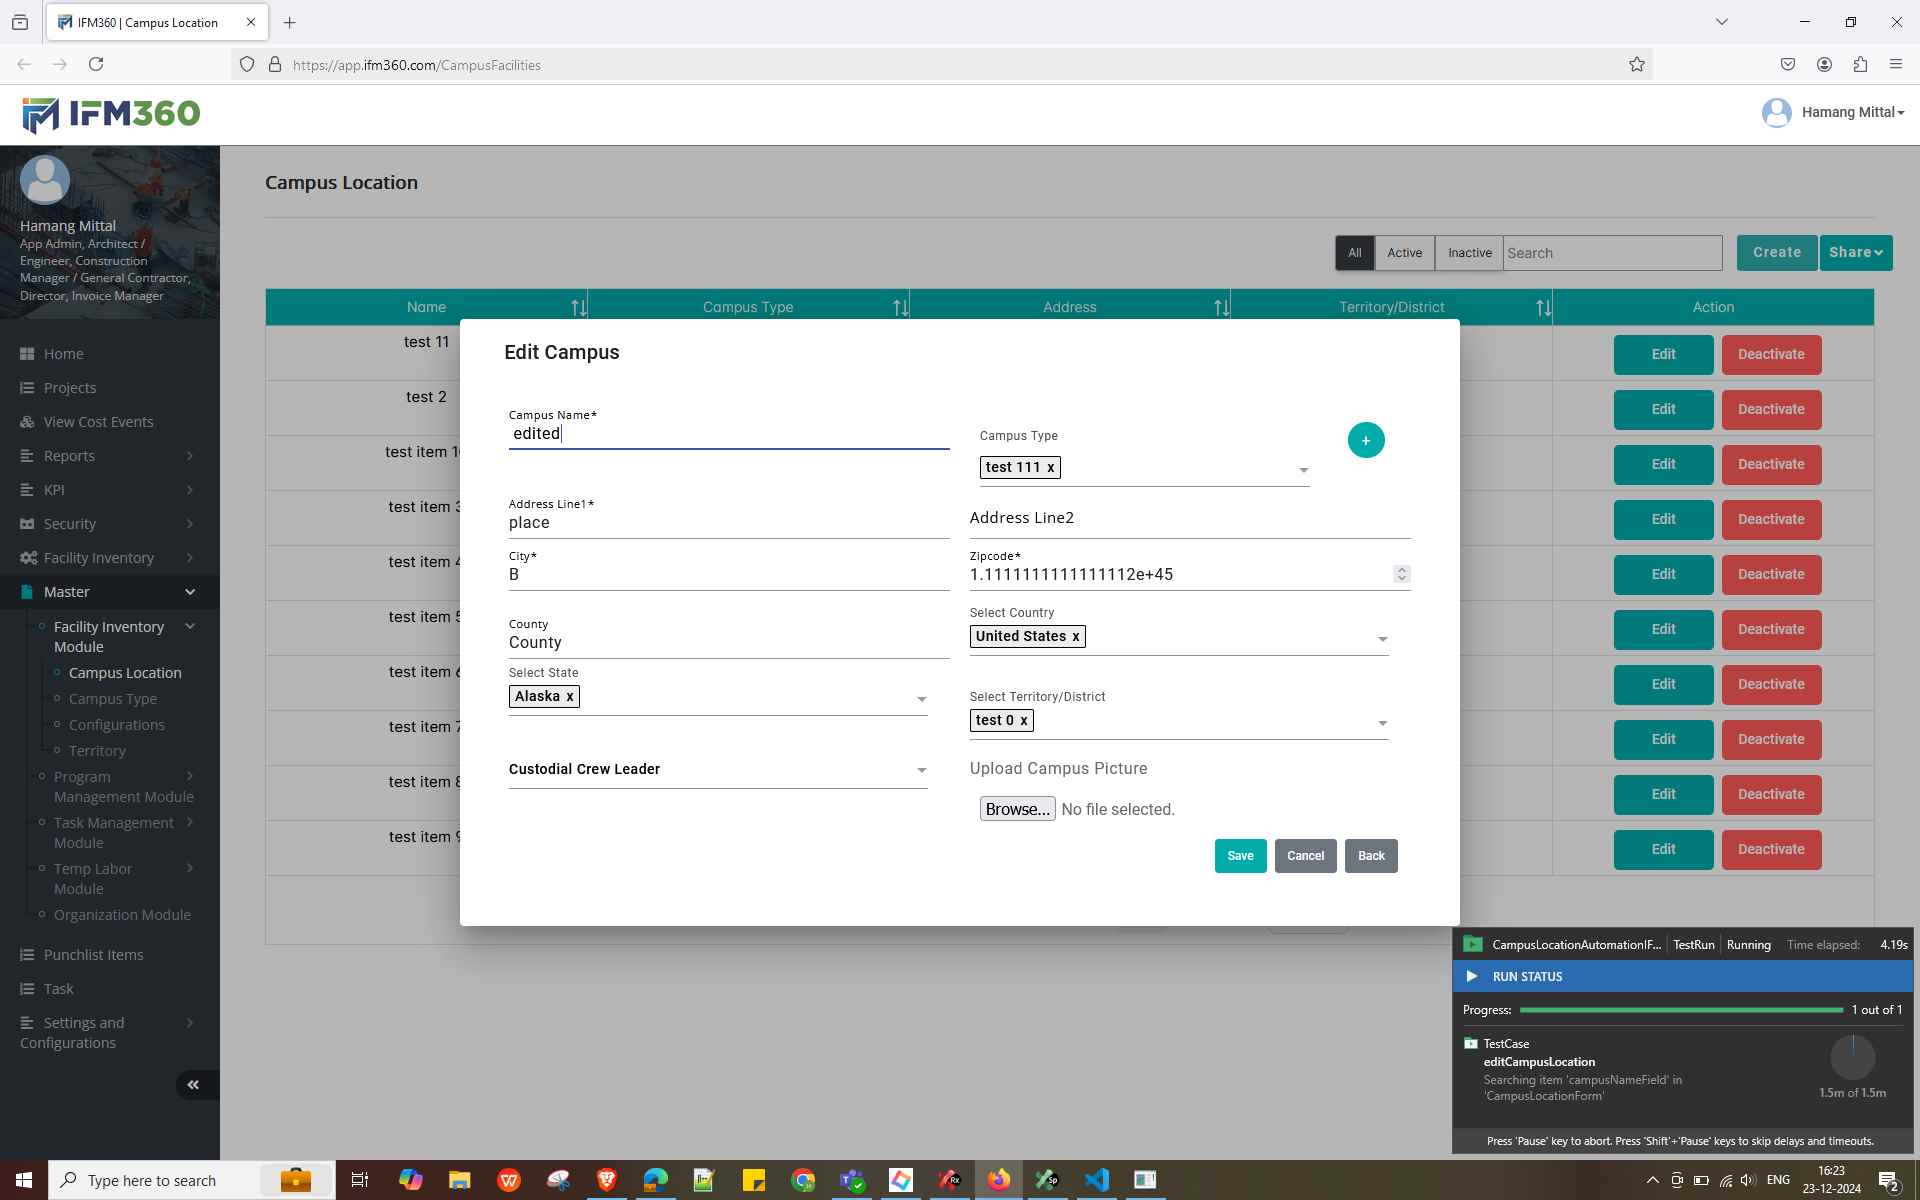 IFM360 | Campus Location
https://app.ifm360.com/CampusFacilities
IFM360
Hamang Mittal
Hamang Mittal
App Admin, Architect /
Engineer, Construction
Manager / General Contractor,
Director, Invoice Manager
Home
Projects
View Cost Events
Reports
KPI
Security
Facility Inventory
Master
Facility Inventory
Module
Campus Location
Campus Type
Configurations
Territory
Program
Management Module
Task Management
Module
Temp Labor
Module
Organization Module
Punchlist Items
Task
Settings and
Configurations
Campus Location
All Active Inactive Search Create Share
Name Campus Type Address Territory/District Action
test 11 Edit Deactivate
test 2 Edit Deactivate
test item 1 Edit Deactivate
test item 3 Edit Deactivate
test item 4 Edit Deactivate
test item 5 Edit Deactivate
test item 6 Edit Deactivate
test item 7 Edit Deactivate
test item 8 Edit Deactivate
test item 9 Edit Deactivate
Edit Campus
Campus Name*
edited
Campus Type
test 111 x
+
Address Line1*
place
Address Line2
City*
B
Zipcode*
1.1111111111111112e+45
County
County
Select Country
United States x
Select State
Alaska x
Select Territory/District
test 0 x
Custodial Crew Leader
Upload Campus Picture
Browse... No file selected.
Save Cancel Back
CampusLocationAutomationIF... TestRun Running Time elapsed: 4.19s
RUN STATUS
Progress: 1 out of 1
TestCase
editCampusLocation
Searching item 'campusNameField' in
'CampusLocationForm'
1.5m of 1.5m
Press 'Pause' key to abort. Press 'Shift'+'Pause' keys to skip delays and timeouts.
Type here to search
ENG
16:23
23-12-2024
2